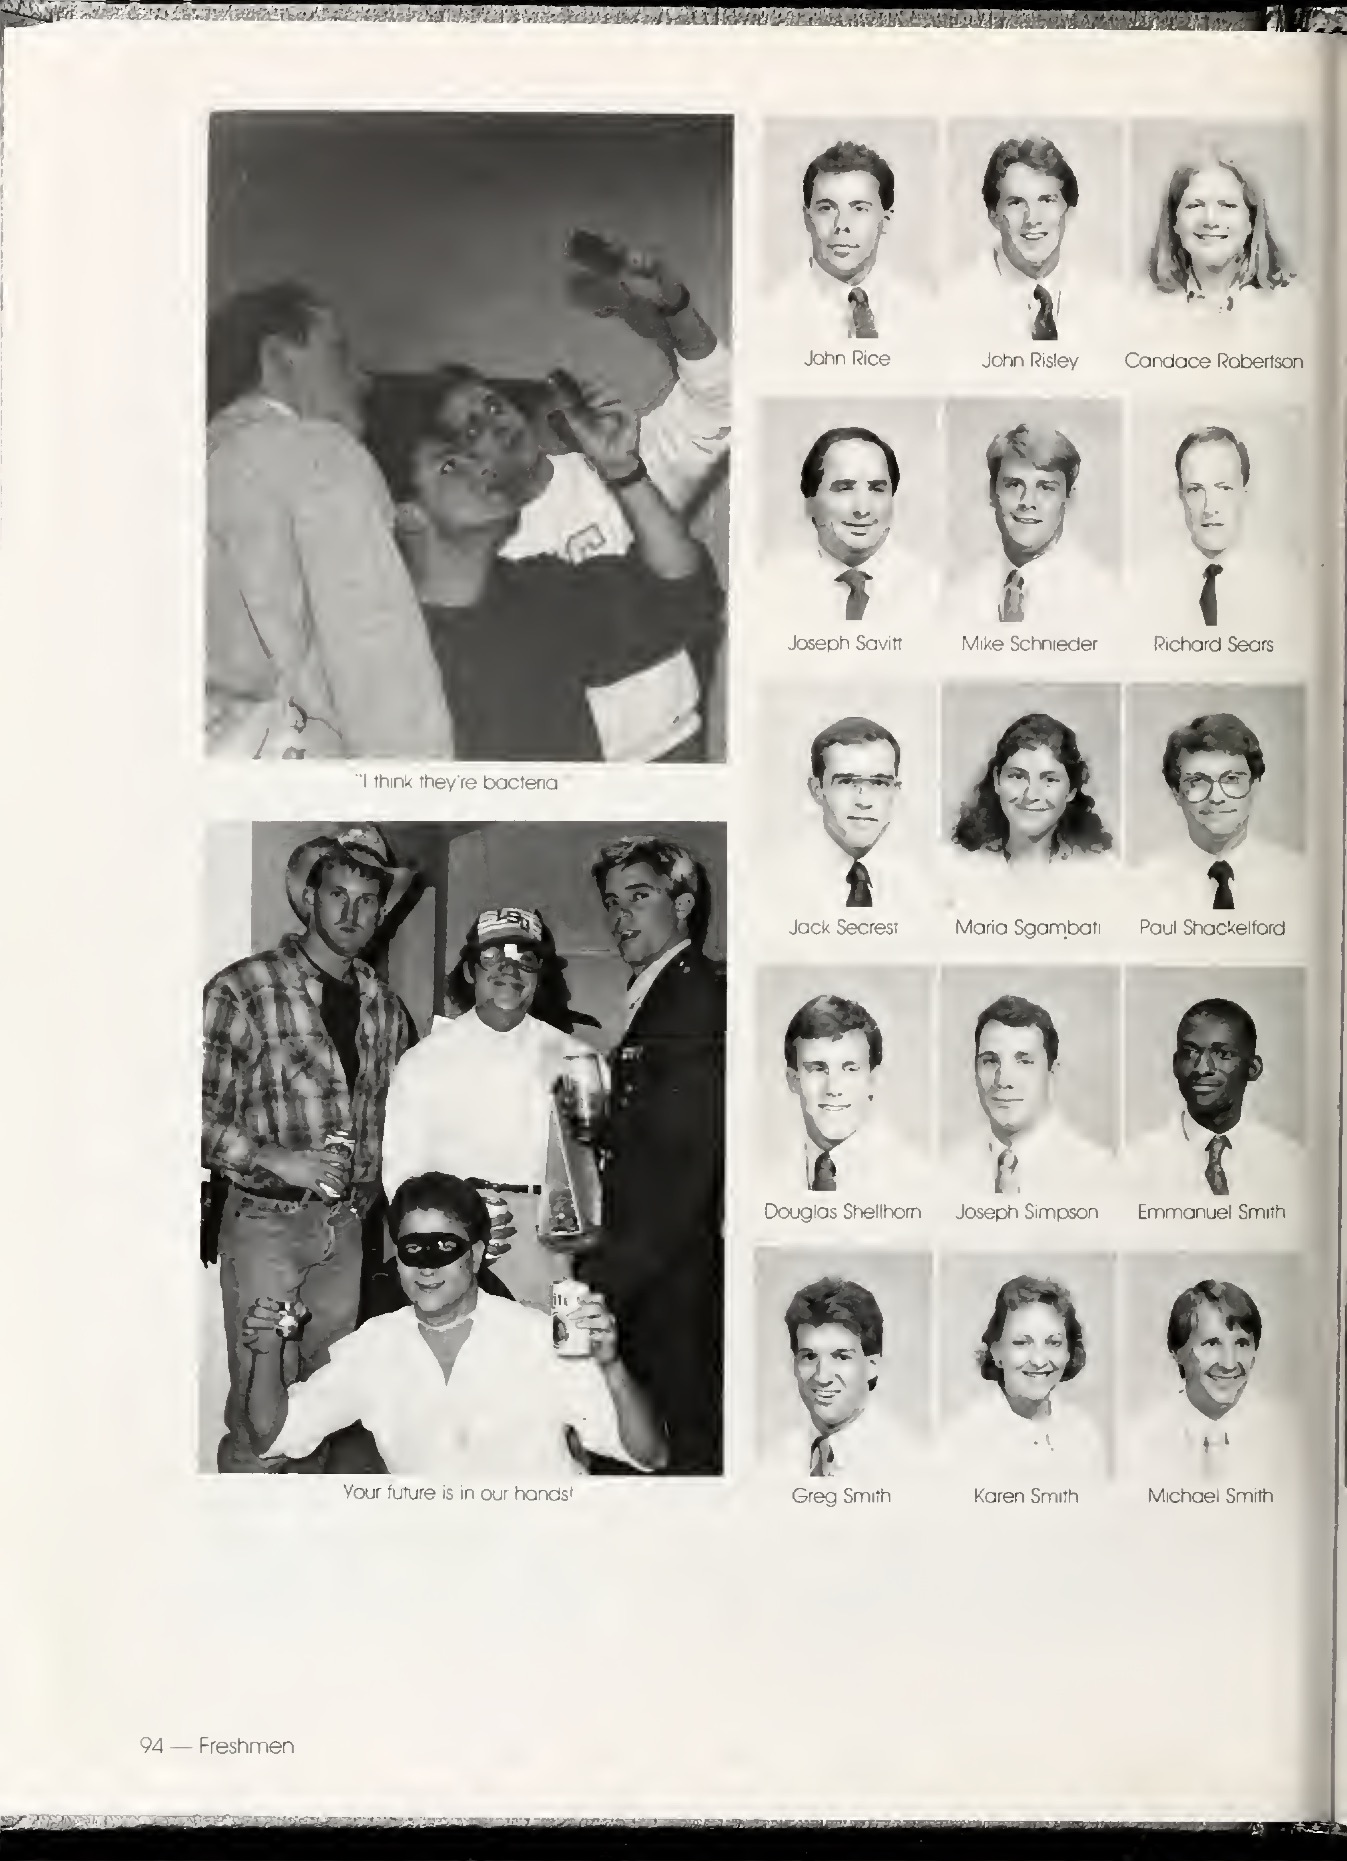 John Rice
John Risley
Candace Robertson
Joseph Savitt
Mike Schnieder
Richard Sears
"I think they're bacteria
Jack Secrest
Maria Sgambati
Paul Shackelford
Douglas Shellhorn
Joseph Simpson
Emmanuel Smith
Your future is in our hands!
Greg Smith
Karen Smith
Michael Smith
94 — Freshmen